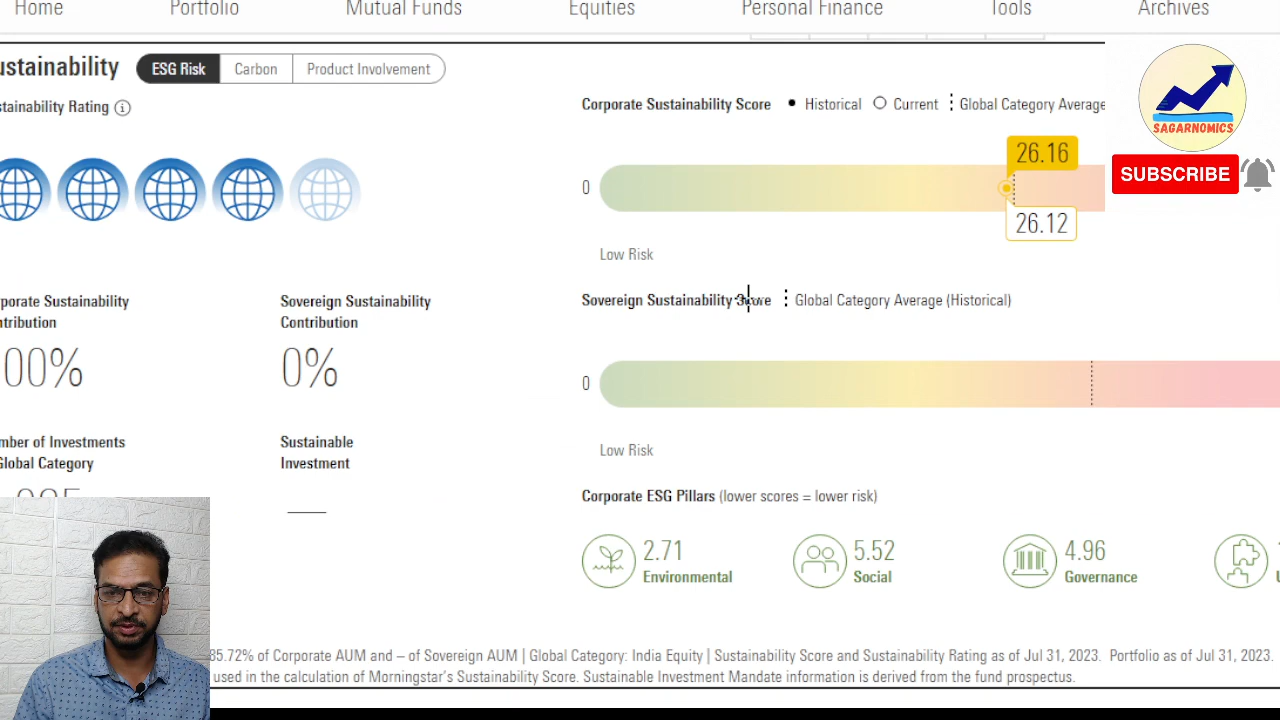 Home Portfolio Mutual Funds Equities Personal Finance Tools Archives
ustainability ESG Risk Carbon Product Involvement
stainability Rating
Corporate Sustainability Score Historical Current Global Category Average
SAGARNOMICS
SUBSCRIBE
26.16
0
26.12
Low Risk
rporate Sustainability
ntribution
00%
Sovereign Sustainability
Contribution
0%
Sovereign Sustainability Score Global Category Average (Historical)
0
Low Risk
mber of Investments
Global Category
Sustainable
Investment
—
Corporate ESG Pillars (lower scores = lower risk)
2.71
Environmental
5.52
Social
4.96
Governance
85.72% of Corporate AUM and – of Sovereign AUM | Global Category: India Equity | Sustainability Score and Sustainability Rating as of Jul 31, 2023. Portfolio as of Jul 31, 2023.
used in the calculation of Morningstar's Sustainability Score. Sustainable Investment Mandate information is derived from the fund prospectus.